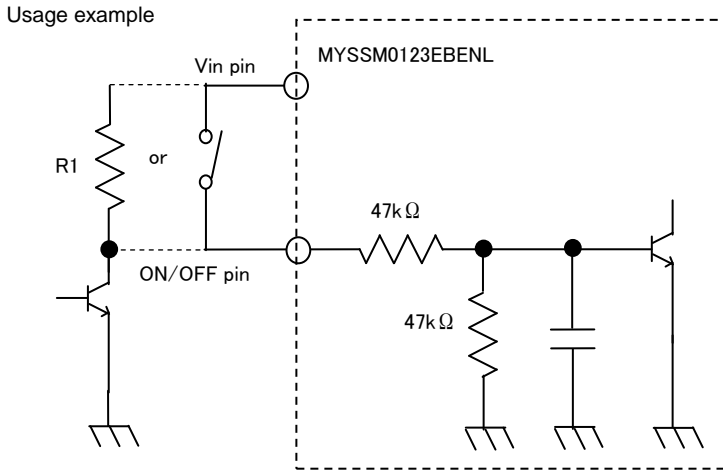 Usage example
MYSSM0123EBENL
Vin pin
R1
or
47kΩ
ON/OFF pin
47kΩ